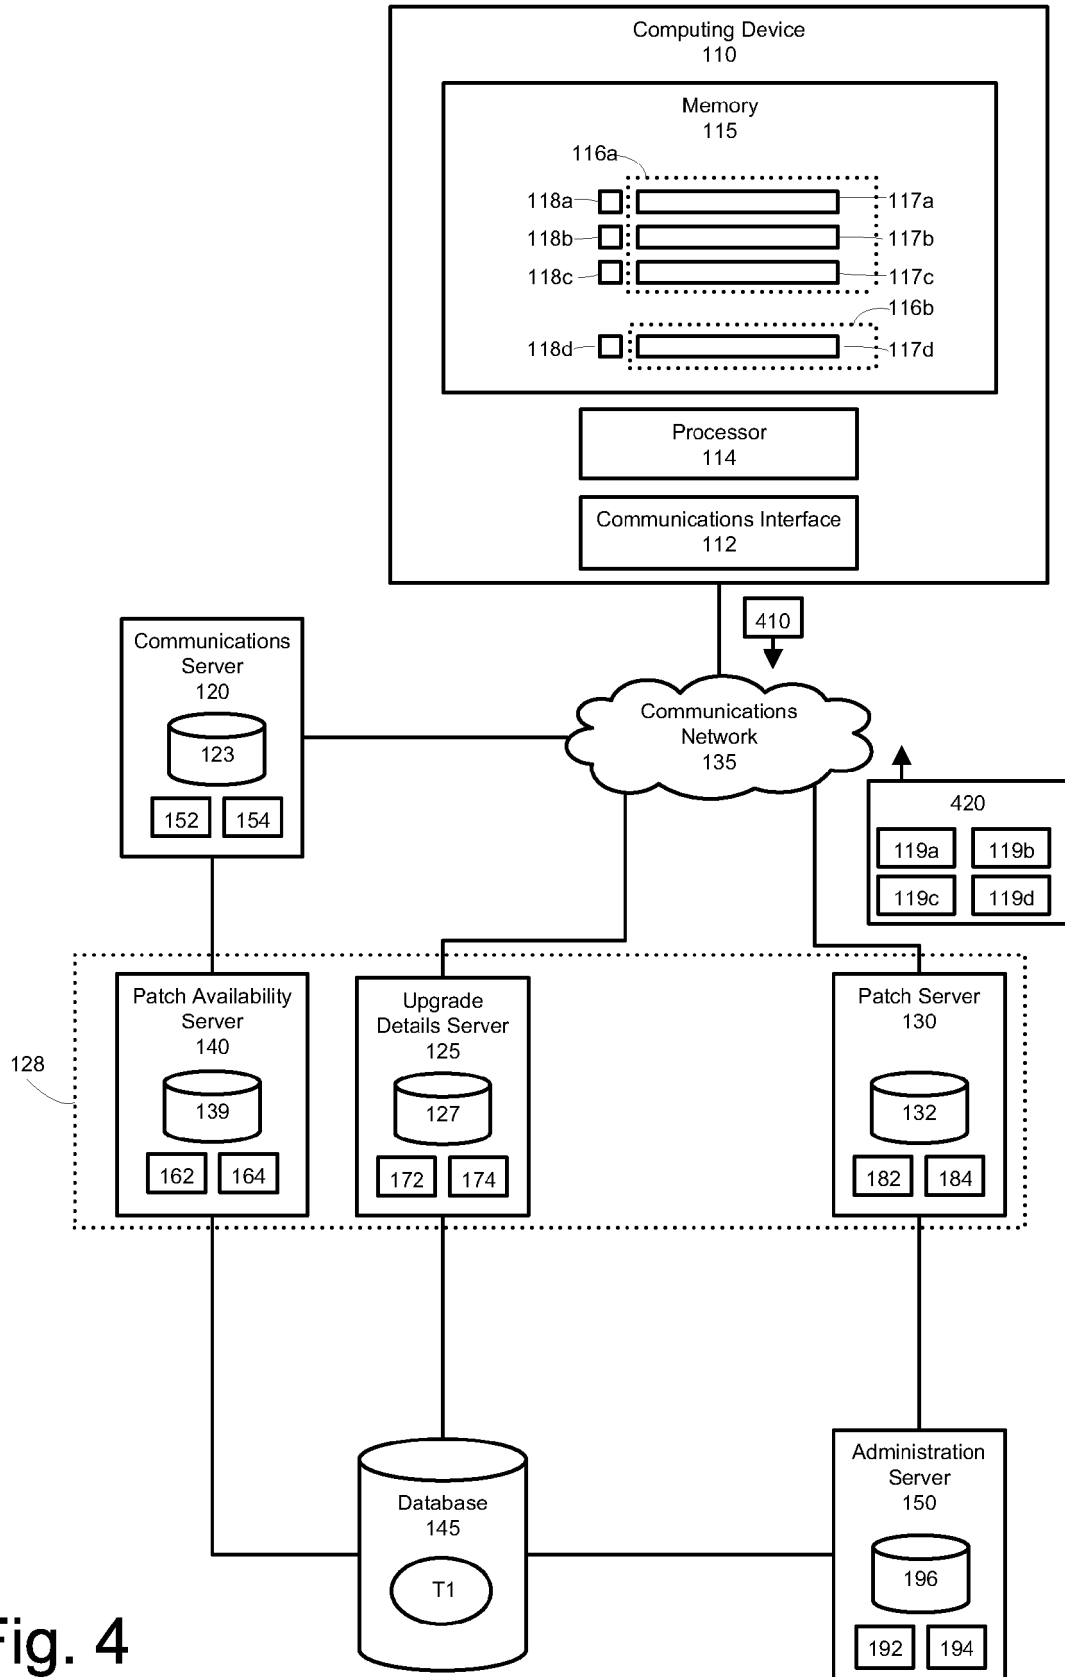 Computing Device
110
Memory
115
116a
118a
117a
118b
117b
118c
117c
116b
118d
117d
Processor
114
Communications Interface
112
410
Communications
Server
120
123
152
154
Communications
Network
135
420
119a
119b
119c
119d
128
Patch Availability
Server
140
139
162
164
Upgrade
Details Server
125
127
172
174
Patch Server
130
132
182
184
Database
145
T1
Administration
Server
150
196
192
194
Fig. 4